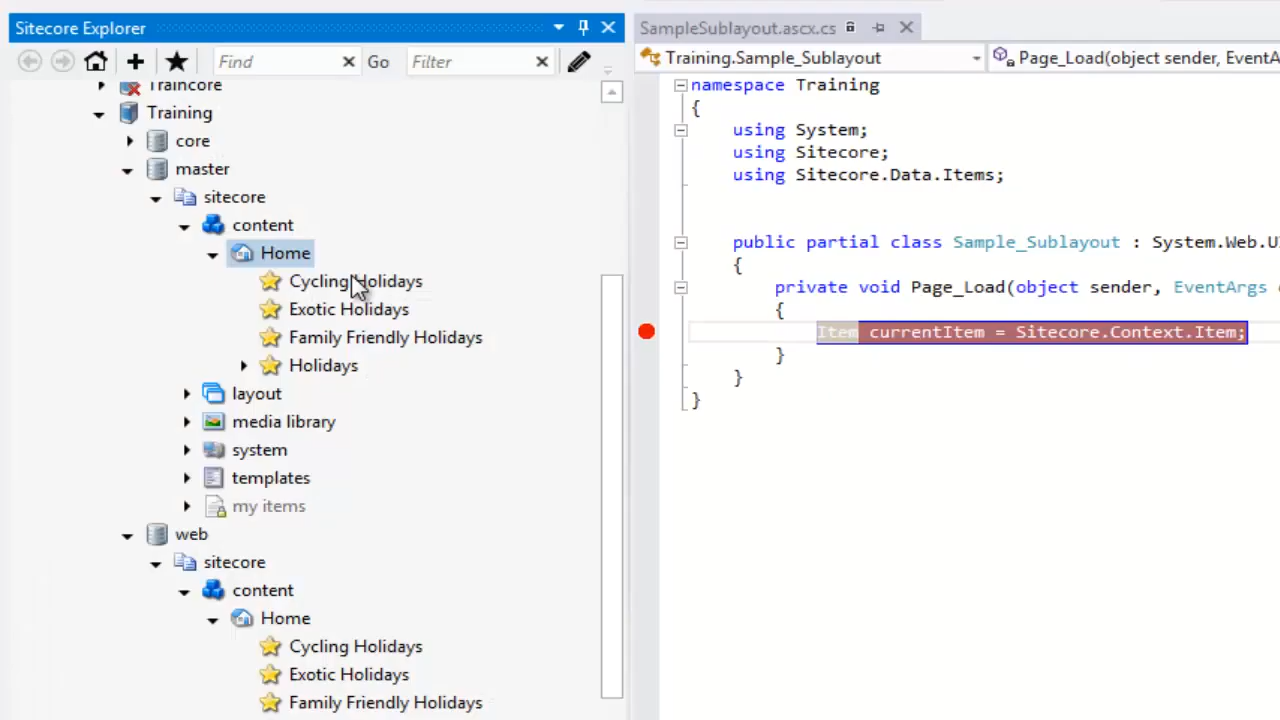 Sitecore Explorer
Find
Go
Filter
Traincore
Training
core
master
sitecore
content
Home
Cycling Holidays
Exotic Holidays
Family Friendly Holidays
Holidays
layout
media library
system
templates
my items
web
sitecore
content
Home
Cycling Holidays
Exotic Holidays
Family Friendly Holidays
SampleSublayout.ascx.cs
Training.Sample_Sublayout
Page_Load(object sender, EventA
namespace Training
{
using System;
using Sitecore;
using Sitecore.Data.Items;
public partial class Sample_Sublayout : System.Web.UI
{
private void Page_Load(object sender, EventArgs e
{
Item currentItem = Sitecore.Context.Item;
}
}
}